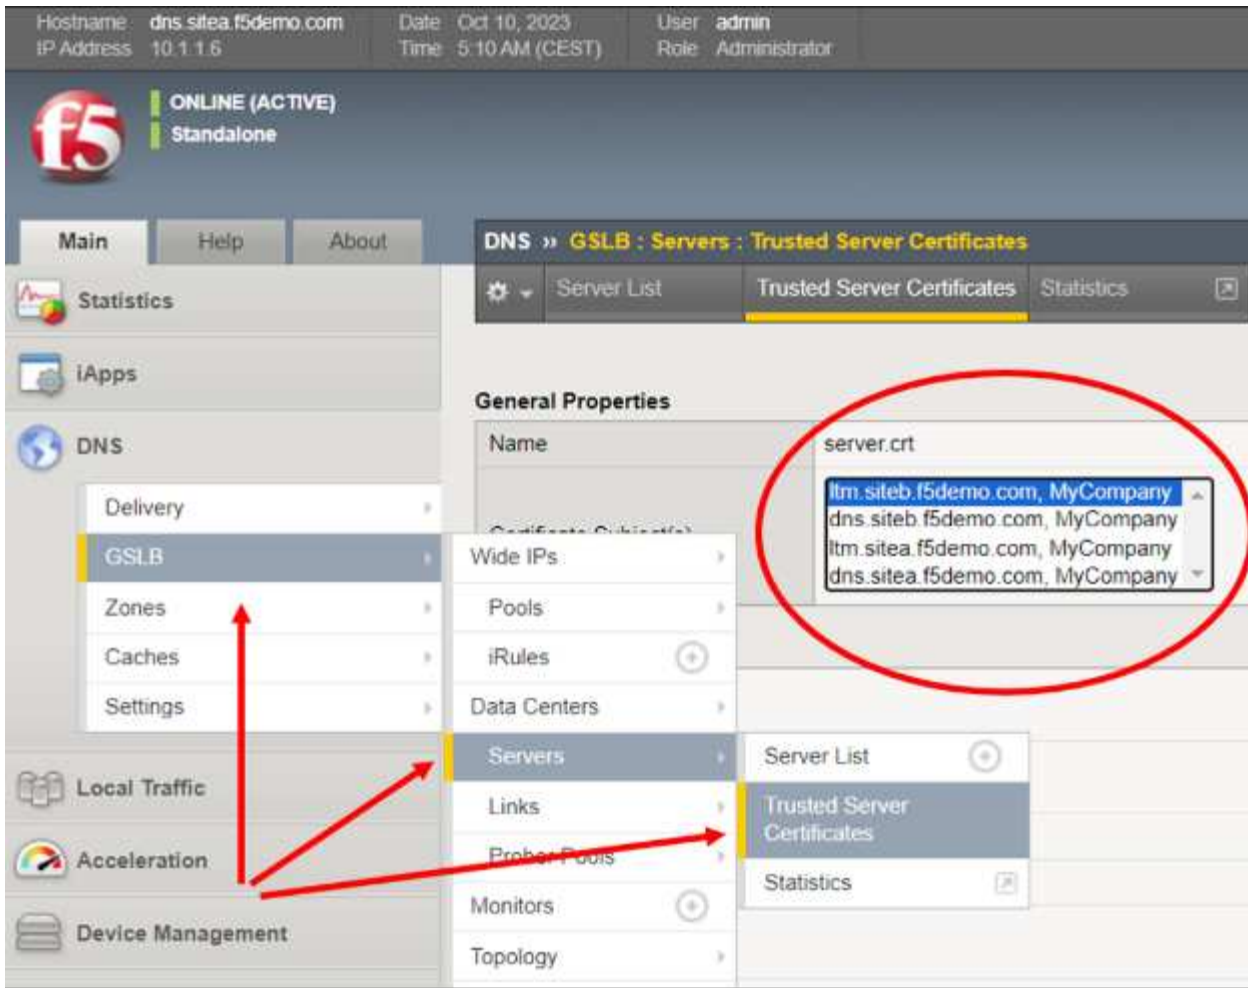 Hostname dns.sitea.f5demo.com Date Oct 10, 2023 User admin
IP Address 10.1.1.6 Time 5:10 AM (CEST) Role Administrator
f5
ONLINE (ACTIVE)
Standalone
Main Help About
DNS ›› GSLB : Servers : Trusted Server Certificates
Server List Trusted Server Certificates Statistics
Statistics
iApps
DNS
Delivery
GSLB
Zones
Caches
Settings
Local Traffic
Acceleration
Device Management
General Properties
Name server.crt
Certificate Subject(s)
ltm.siteb.f5demo.com, MyCompany
dns.siteb.f5demo.com, MyCompany
ltm.sitea.f5demo.com, MyCompany
dns.sitea.f5demo.com, MyCompany
Wide IPs
Pools
iRules
Data Centers
Servers
Links
Prober Pools
Monitors
Topology
Server List
Trusted Server
Certificates
Statistics